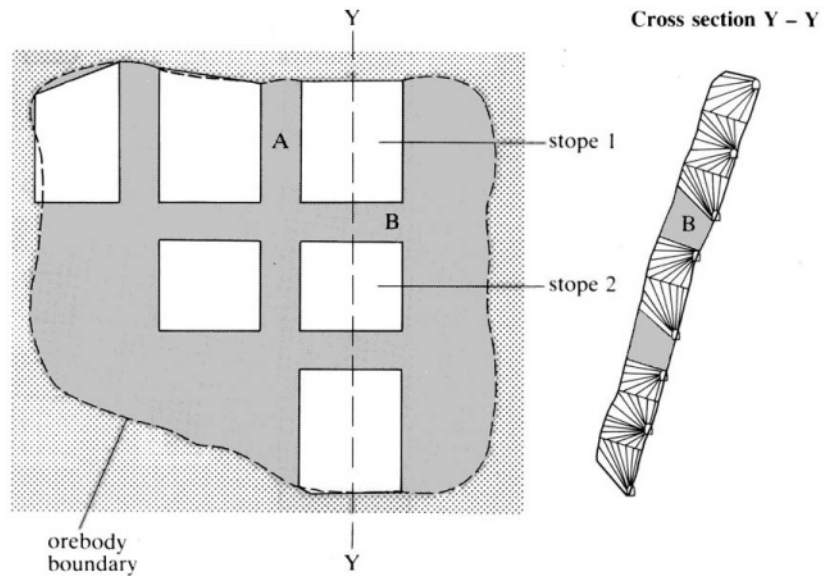 Y
Cross section Y – Y
A
stope 1
B
B
stope 2
orebody
boundary
Y